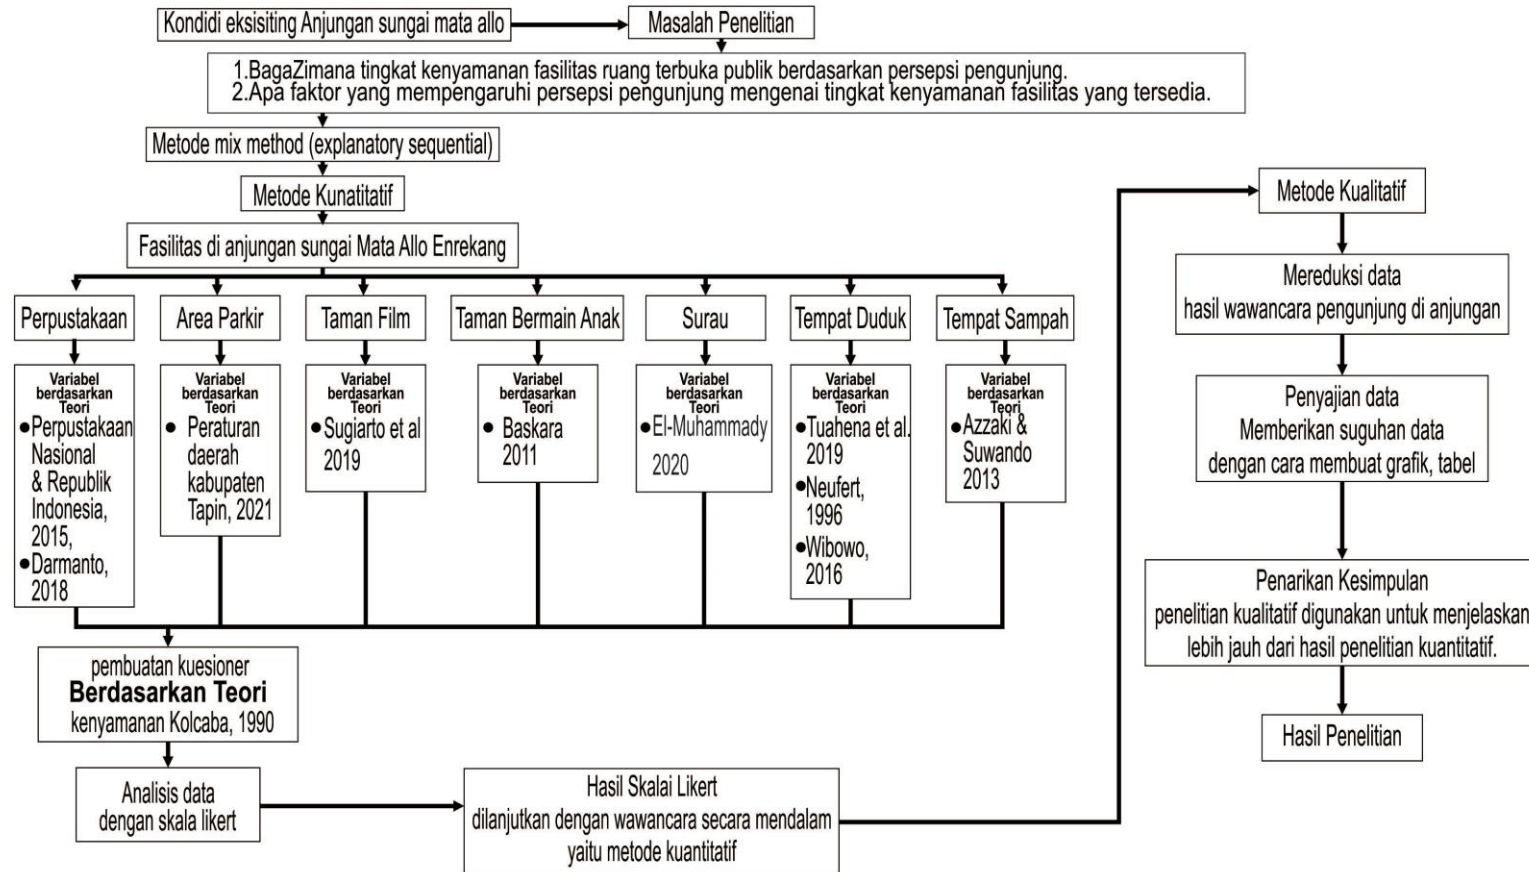 Kondidi eksisiting Anjungan sungai mata allo
Masalah Penelitian
1.BagaZimana tingkat kenyamanan fasilitas ruang terbuka publik berdasarkan persepsi pengunjung.
2.Apa faktor yang mempengaruhi persepsi pengunjung mengenai tingkat kenyamanan fasilitas yang tersedia.
Metode mix method (explanatory sequential)
Metode Kunatitatif
Fasilitas di anjungan sungai Mata Allo Enrekang
Perpustakaan
Area Parkir
Taman Film
Taman Bermain Anak
Surau
Tempat Duduk
Tempat Sampah
Variabel
berdasarkan
Teori
●Perpustakaan
Nasional
& Republik
Indonesia,
2015,
●Darmanto,
2018
Variabel
berdasarkan
Teori
● Peraturan
daerah
kabupaten
Tapin, 2021
Variabel
berdasarkan
Teori
●Sugiarto et al
2019
Variabel
berdasarkan
Teori
● Baskara
2011
Variabel
berdasarkan
Teori
●El-Muhammady
2020
Variabel
berdasarkan
Teori
●Tuahena et al.
2019
●Neufert,
1996
●Wibowo,
2016
Variabel
berdasarkan
Teori
●Azzaki &
Suwando
2013
pembuatan kuesioner
Berdasarkan Teori
kenyamanan Kolcaba, 1990
Analisis data
dengan skala likert
Hasil Skalai Likert
dilanjutkan dengan wawancara secara mendalam
yaitu metode kuantitatif
Metode Kualitatif
Mereduksi data
hasil wawancara pengunjung di anjungan
Penyajian data
Memberikan suguhan data
dengan cara membuat grafik, tabel
Penarikan Kesimpulan
penelitian kualitatif digunakan untuk menjelaskan
lebih jauh dari hasil penelitian kuantitatif.
Hasil Penelitian